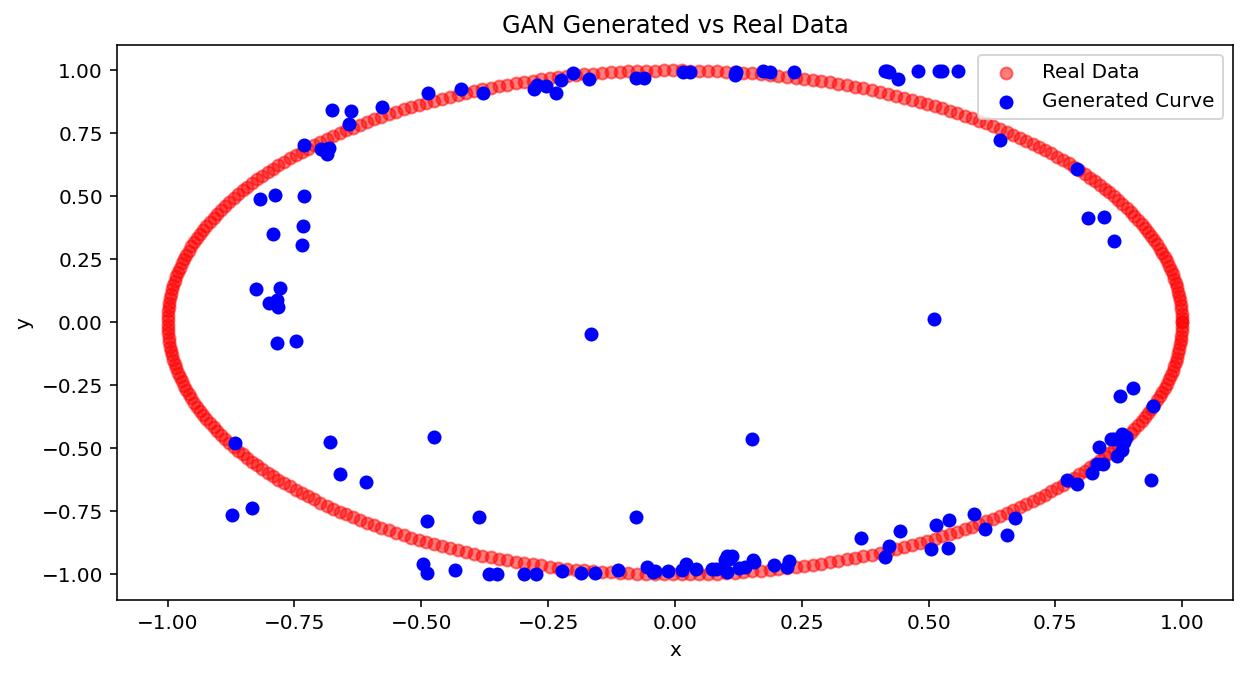 GAN Generated vs Real Data
1.00
0.75
0.50
0.25
0.00
−0.25
−0.50
−0.75
−1.00
y
Real Data
Generated Curve
−1.00 −0.75 −0.50 −0.25 0.00 0.25 0.50 0.75 1.00
x